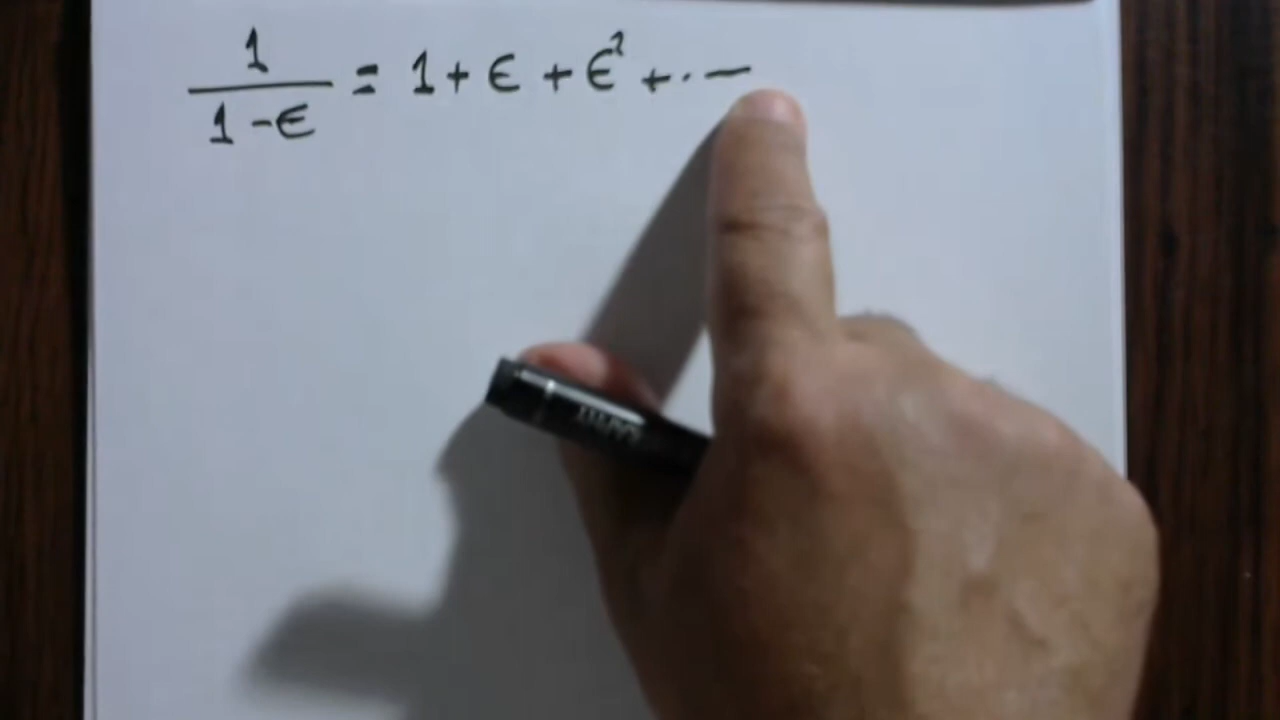 1/(1-ϵ) = 1 + ϵ + ϵ² + ...